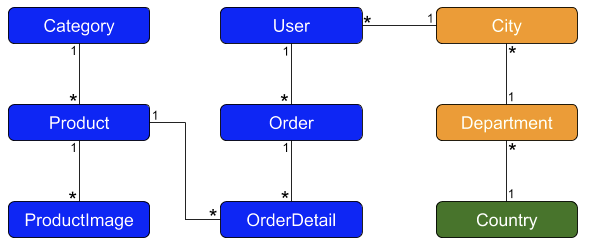 Category
User
* 1
City
1
1
*
*
*
1
Product
1
Order
Department
1
1
*
*
*
*
1
ProductImage
OrderDetail
Country